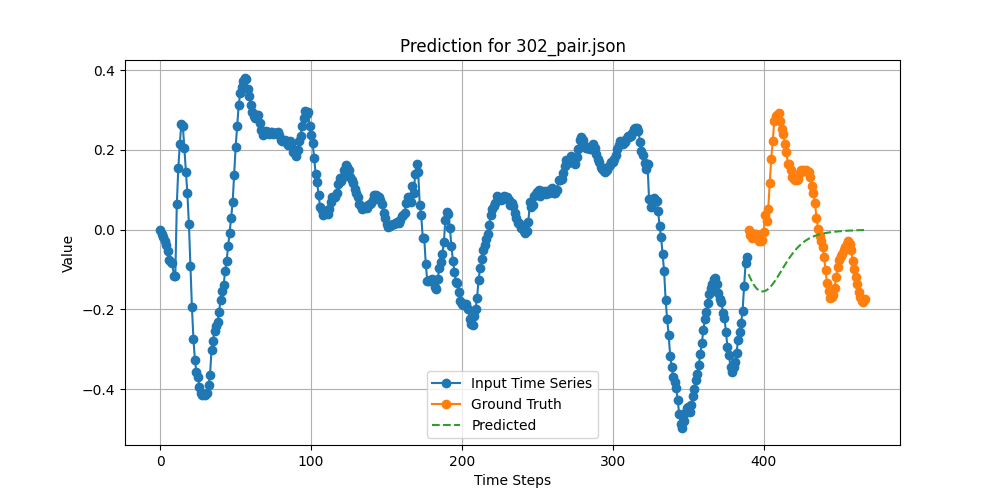 Prediction for 302_pair.json
0.4
0.2
0.0
−0.2
−0.4
Value
0
100
200
300
400
Time Steps
Input Time Series
Ground Truth
Predicted